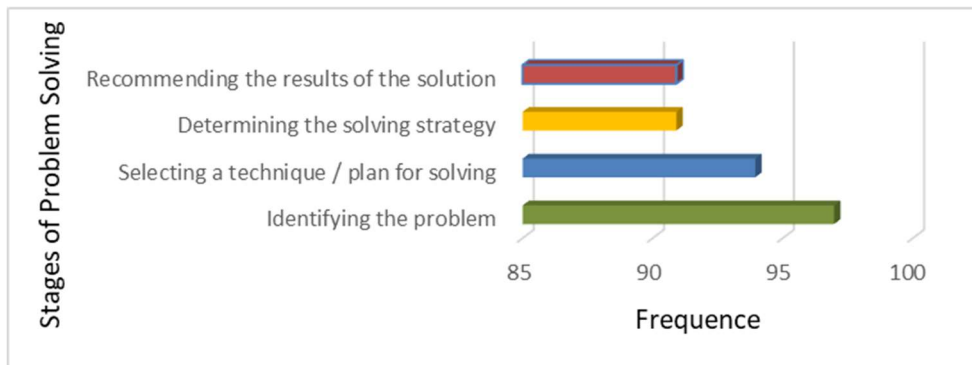 Stages of Problem Solving
Recommending the results of the solution
Determining the solving strategy
Selecting a technique / plan for solving
Identifying the problem
85 90 95 100
Frequence